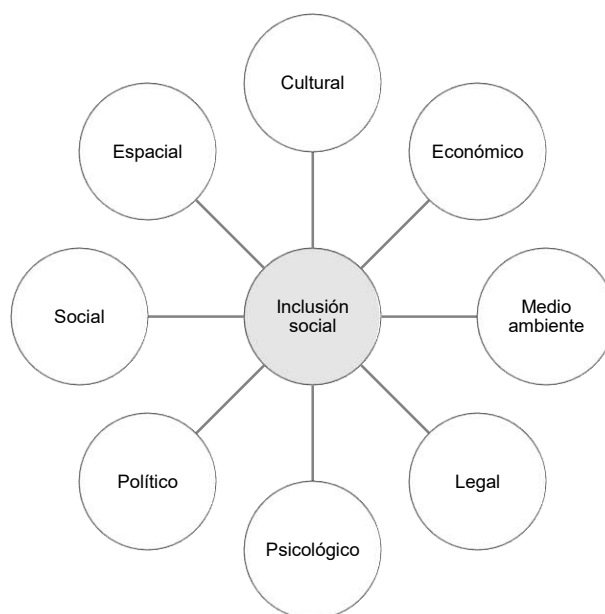 Cultural
Espacial
Económico
Social
Inclusión
social
Medio
ambiente
Político
Legal
Psicológico